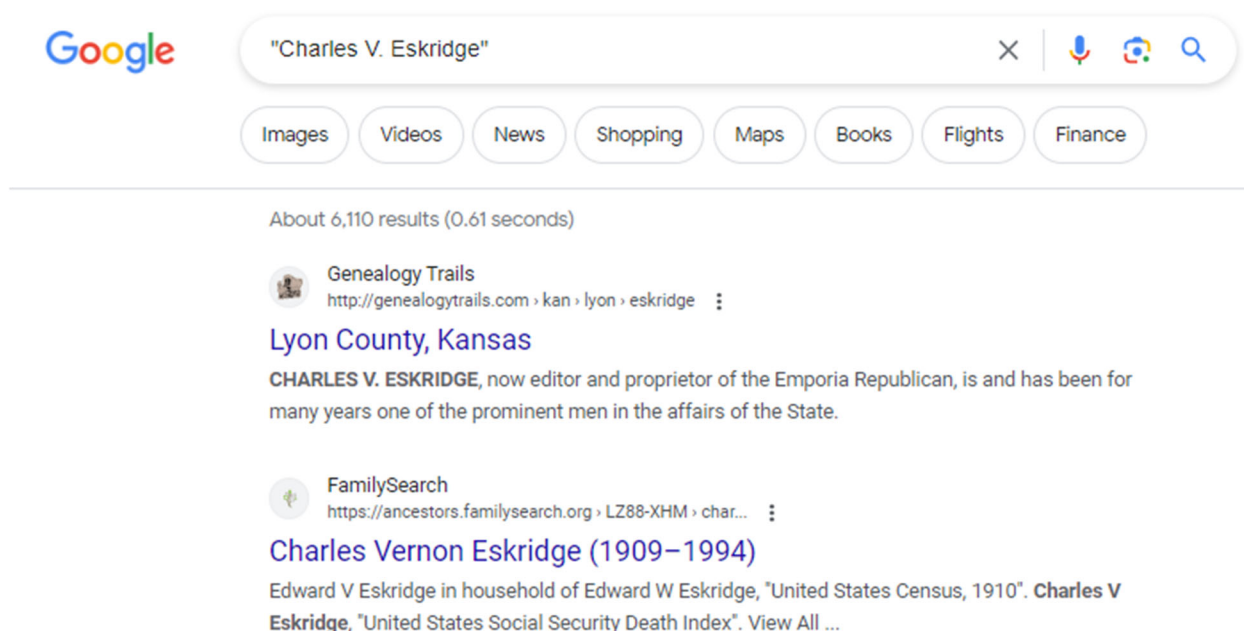 Google
"Charles V. Eskridge"
Images Videos News Shopping Maps Books Flights Finance
About 6,110 results (0.61 seconds)
Genealogy Trails
http://genealogytrails.com › kan › lyon › eskridge
Lyon County, Kansas
CHARLES V. ESKRIDGE, now editor and proprietor of the Emporia Republican, is and has been for
many years one of the prominent men in the affairs of the State.
FamilySearch
https://ancestors.familysearch.org › LZ88-XHM › char...
Charles Vernon Eskridge (1909–1994)
Edward V Eskridge in household of Edward W Eskridge, "United States Census, 1910". Charles V
Eskridge, "United States Social Security Death Index". View All ...